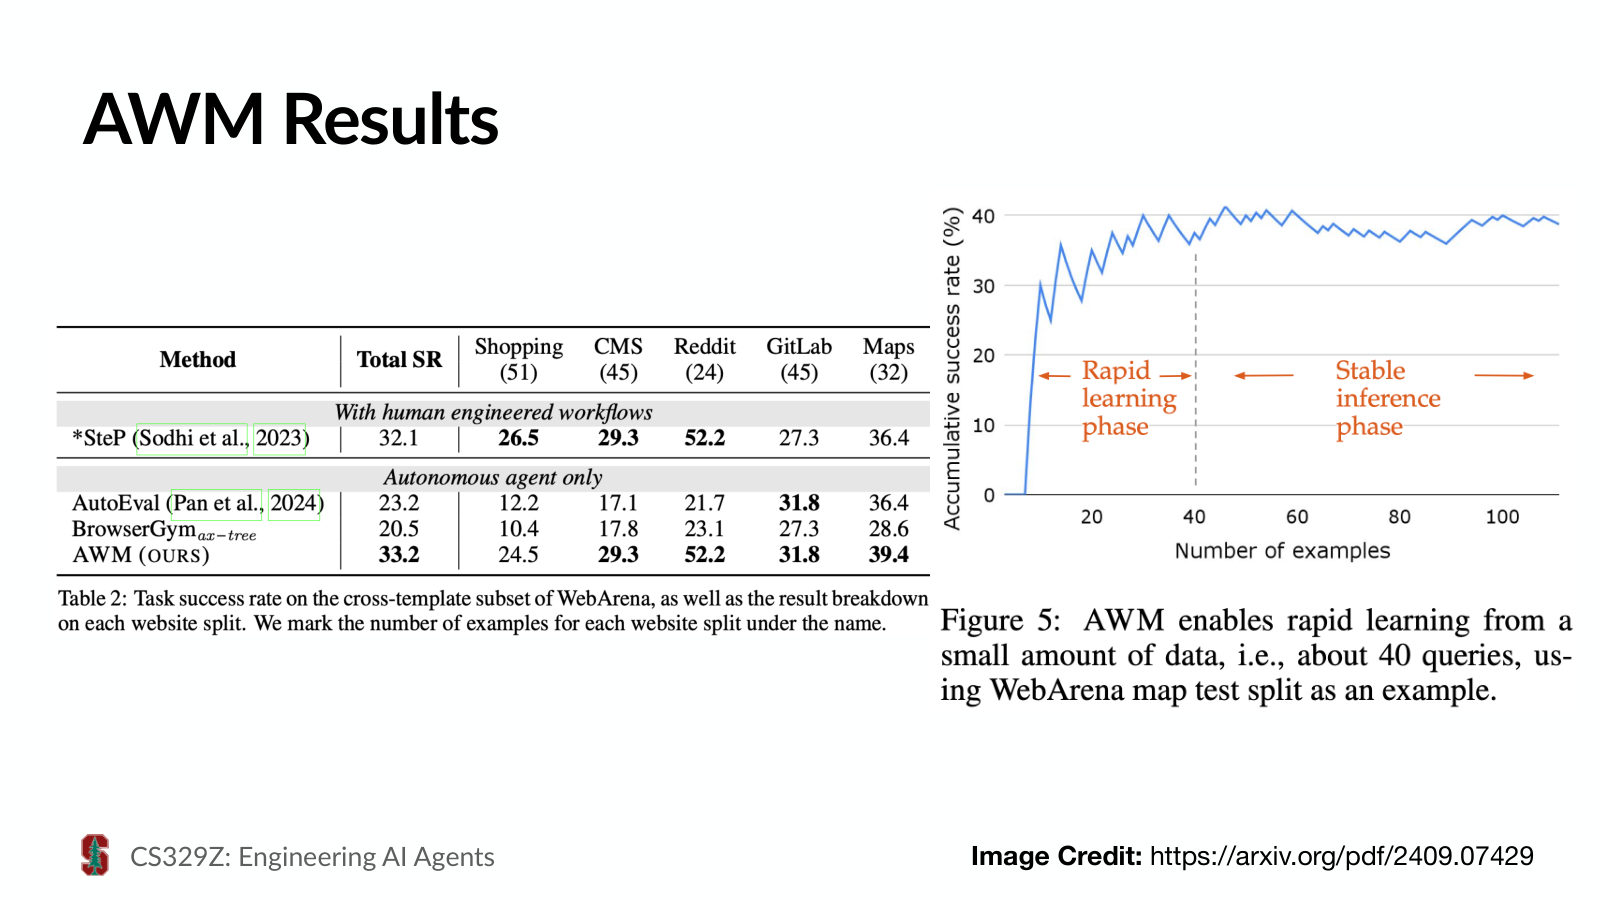 AWM Results
Method Total SR Shopping (51) CMS (45) Reddit (24) GitLab (45) Maps (32)
With human engineered workflows
*SteP (Sodhi et al., 2023) 32.1 26.5 29.3 52.2 27.3 36.4
Autonomous agent only
AutoEval (Pan et al., 2024) 23.2 12.2 17.1 21.7 31.8 36.4
BrowserGym ax−tree 20.5 10.4 17.8 23.1 27.3 28.6
AWM (OURS) 33.2 24.5 29.3 52.2 31.8 39.4
Table 2: Task success rate on the cross-template subset of WebArena, as well as the result breakdown
on each website split. We mark the number of examples for each website split under the name.
Accumulative success rate (%)
40
30
20
10
0
Rapid
learning
phase
Stable
inference
phase
20 40 60 80 100
Number of examples
Figure 5: AWM enables rapid learning from a
small amount of data, i.e., about 40 queries, us-
ing WebArena map test split as an example.
CS329Z: Engineering AI Agents
Image Credit: https://arxiv.org/pdf/2409.07429